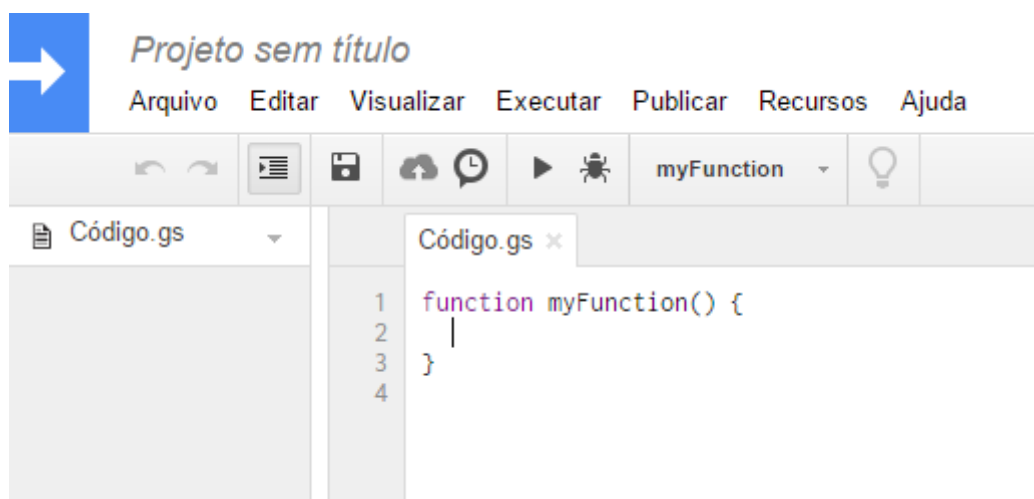 Projeto sem título
Arquivo Editar Visualizar Executar Publicar Recursos Ajuda
myFunction
Código.gs
Código.gs
1 function myFunction() {
2
3 }
4